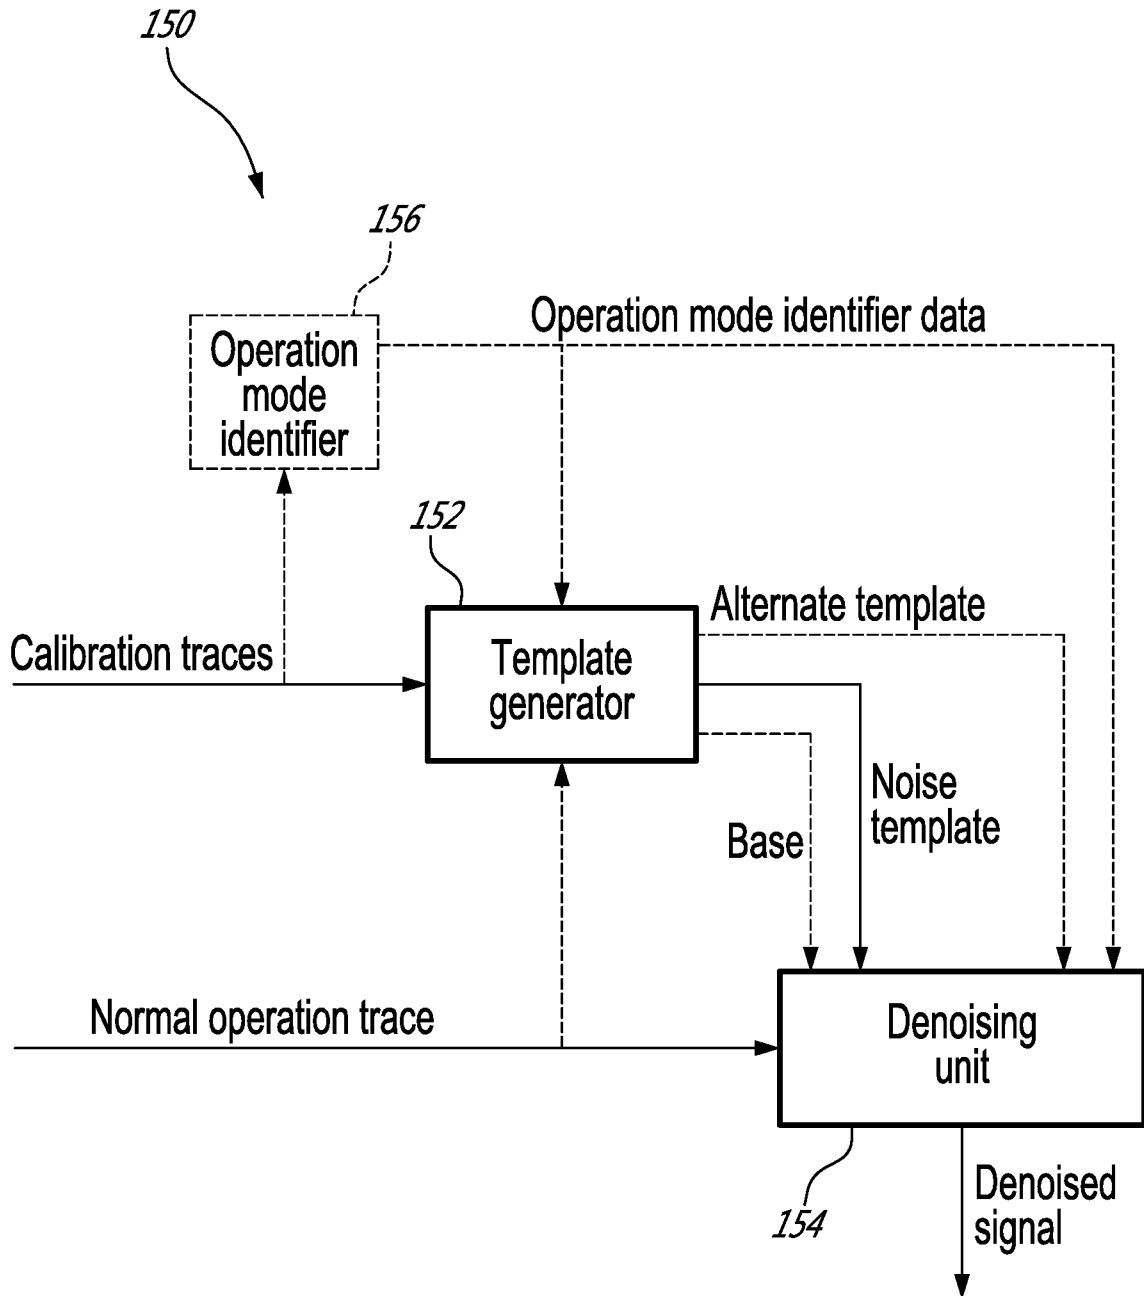 150
156
Operation mode identifier data
Operation
mode
identifier
152
Alternate template
Calibration traces
Template
generator
Noise
template
Base
Normal operation trace
Denoising
unit
Denoised
signal
154